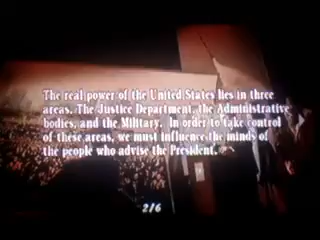 The real power of the United States lies in three
areas. The Justice Department, the Administrative
bodies, and the Military. In order to take control
of these areas, we must influence the minds of
the people who advise the President.
2/6